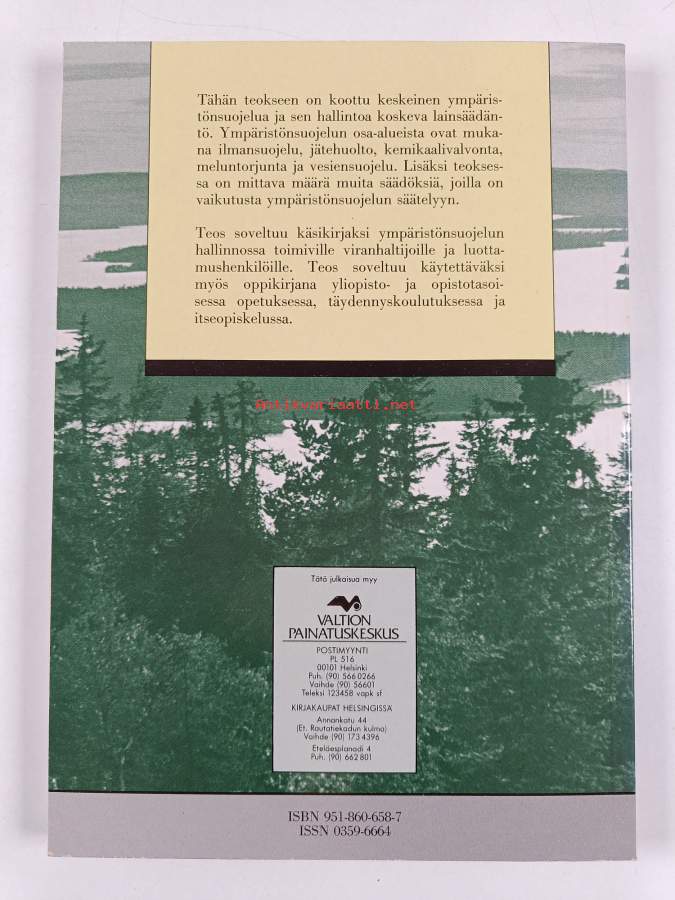 Tähän teokseen on koottu keskeinen ympäris-
tönsuojelua ja sen hallintoa koskeva lainsäädän-
tö. Ympäristönsuojelun osa-alueista ovat muka-
na ilmansuojelu, jätehuolto, kemikaalivalvonta,
meluntorjunta ja vesiensuojelu. Lisäksi teokses-
sa on mittava määrä muita säädöksiä, joilla on
vaikutusta ympäristönsuojelun säätelyyn.
Teos soveltuu käsikirjaksi ympäristönsuojelun
hallinnossa toimiville viranhaltijoille ja luotta-
mushenkilöille. Teos soveltuu käytettäväksi
myös oppikirjana yliopisto- ja opistotasoi-
sessa opetuksessa, täydennyskoulutuksessa ja
itseopiskelussa.
Antikvariaatti.net
Tätä julkaisua myy
VALTION
PAINATUSKESKUS
POSTIMYYNTI
PL 516
00101 Helsinki
Puh. (90) 566 0266
Vaihde (90) 56601
Teleksi 123458 vapk sf
KIRJAKAUPAT HELSINGISSÄ
Annankatu 44
(Et. Rautatiekadun kulma)
Vaihde (90) 173 4396
Eteläesplanadi 4
Puh. (90) 662 801
ISBN 951-860-658-7
ISSN 0359-6664